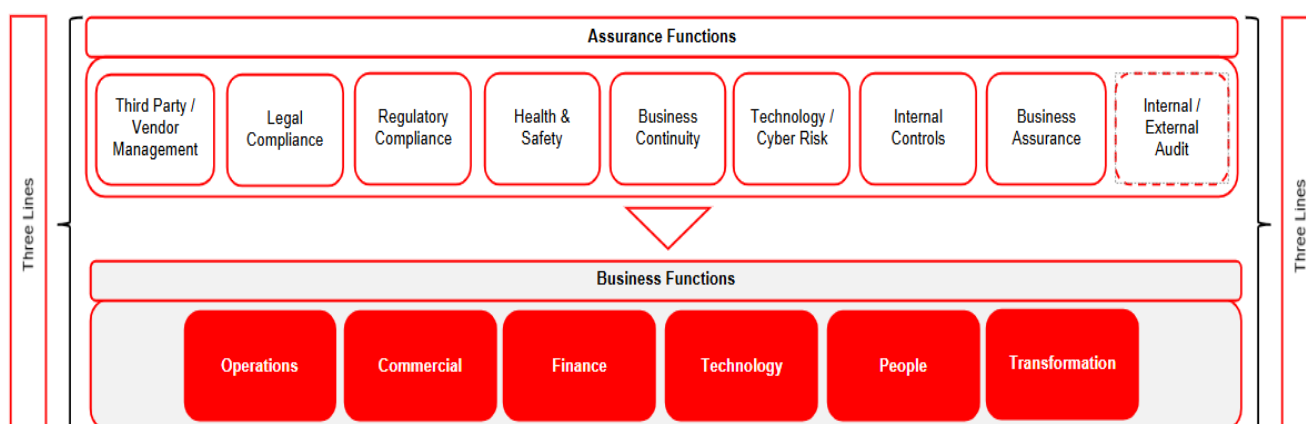 Assurance Functions
Third Party /
Vendor
Management
Legal
Compliance
Regulatory
Compliance
Health &
Safety
Business
Continuity
Technology /
Cyber Risk
Internal
Controls
Business
Assurance
Internal /
External
Audit
Three Lines
Three Lines
Business Functions
Operations
Commercial
Finance
Technology
People
Transformation